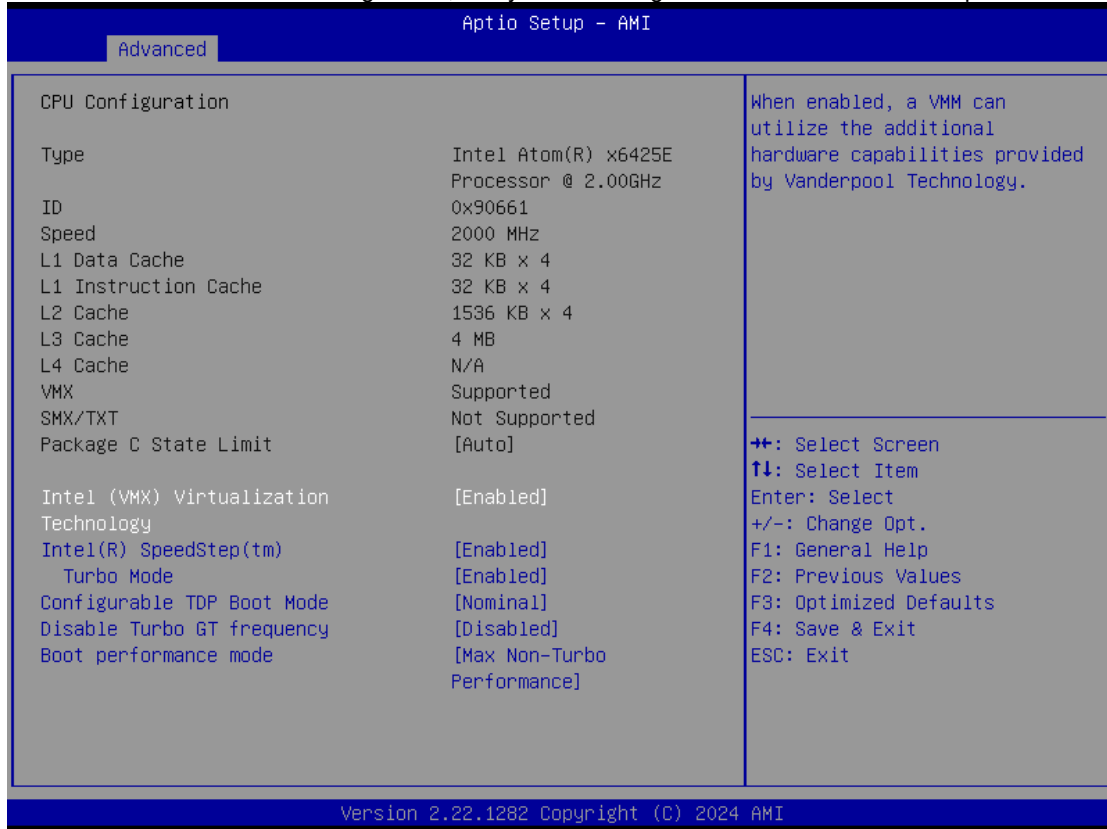 Aptio Setup – AMI
Advanced
CPU Configuration
Type Intel Atom(R) x6425E
Processor @ 2.00GHz
ID 0x90661
Speed 2000 MHz
L1 Data Cache 32 KB x 4
L1 Instruction Cache 32 KB x 4
L2 Cache 1536 KB x 4
L3 Cache 4 MB
L4 Cache N/A
VMX Supported
SMX/TXT Not Supported
Package C State Limit [Auto]
Intel (VMX) Virtualization [Enabled]
Technology
Intel(R) SpeedStep(tm) [Enabled]
Turbo Mode [Enabled]
Configurable TDP Boot Mode [Nominal]
Disable Turbo GT frequency [Disabled]
Boot performance mode [Max Non-Turbo
Performance]
When enabled, a VMM can
utilize the additional
hardware capabilities provided
by Vanderpool Technology.
→←: Select Screen
↑↓: Select Item
Enter: Select
+/-: Change Opt.
F1: General Help
F2: Previous Values
F3: Optimized Defaults
F4: Save & Exit
ESC: Exit
Version 2.22.1282 Copyright (C) 2024 AMI